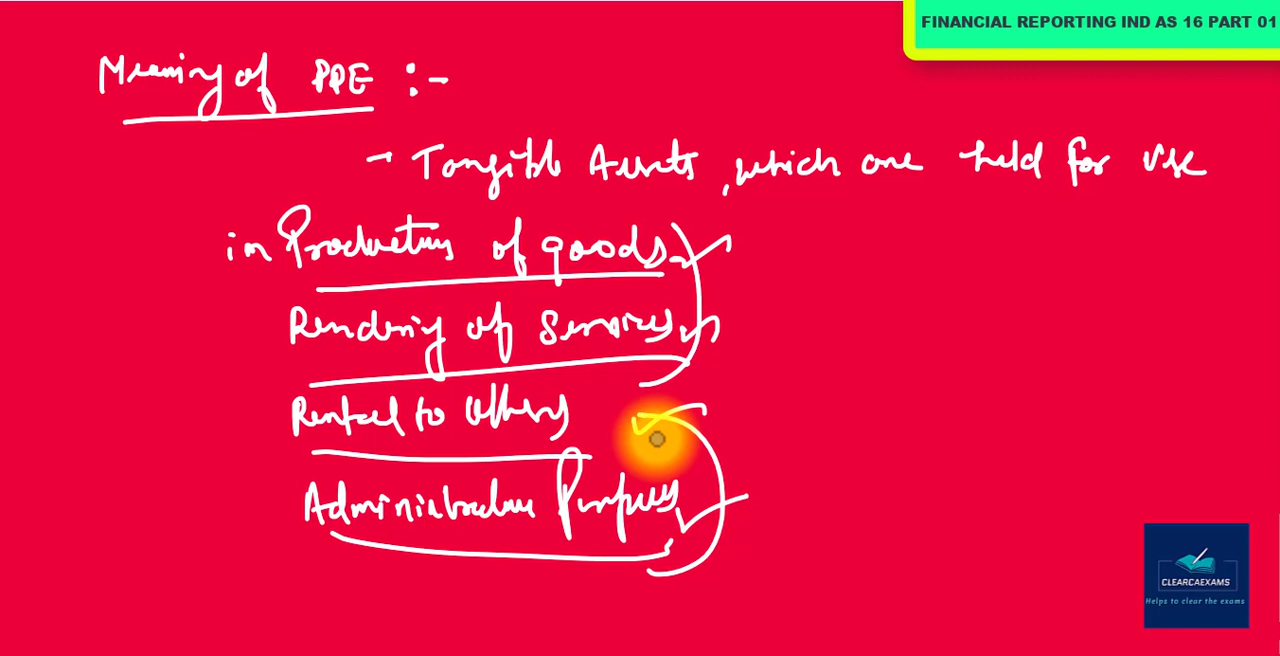 FINANCIAL REPORTING IND AS 16 PART 01
Meaning of PPE :-
→ Tangible Assets, which are held for use
in Production of goods.
Rendering of Services
Rental to others
Administrative Purposes
CLEARCAEXAMS
Helps to clear the exams